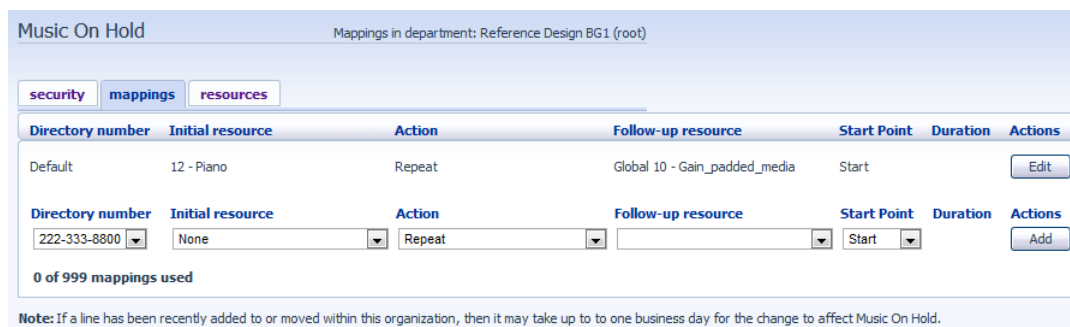 Music On Hold Mappings in department: Reference Design BG1 (root)
security mappings resources
Directory number Initial resource Action Follow-up resource Start Point Duration Actions
Default 12 - Piano Repeat Global 10 - Gain_padded_media Start Edit
Directory number Initial resource Action Follow-up resource Start Point Duration Actions
222-333-8800 None Repeat Start Add
0 of 999 mappings used
Note: If a line has been recently added to or moved within this organization, then it may take up to to one business day for the change to affect Music On Hold.